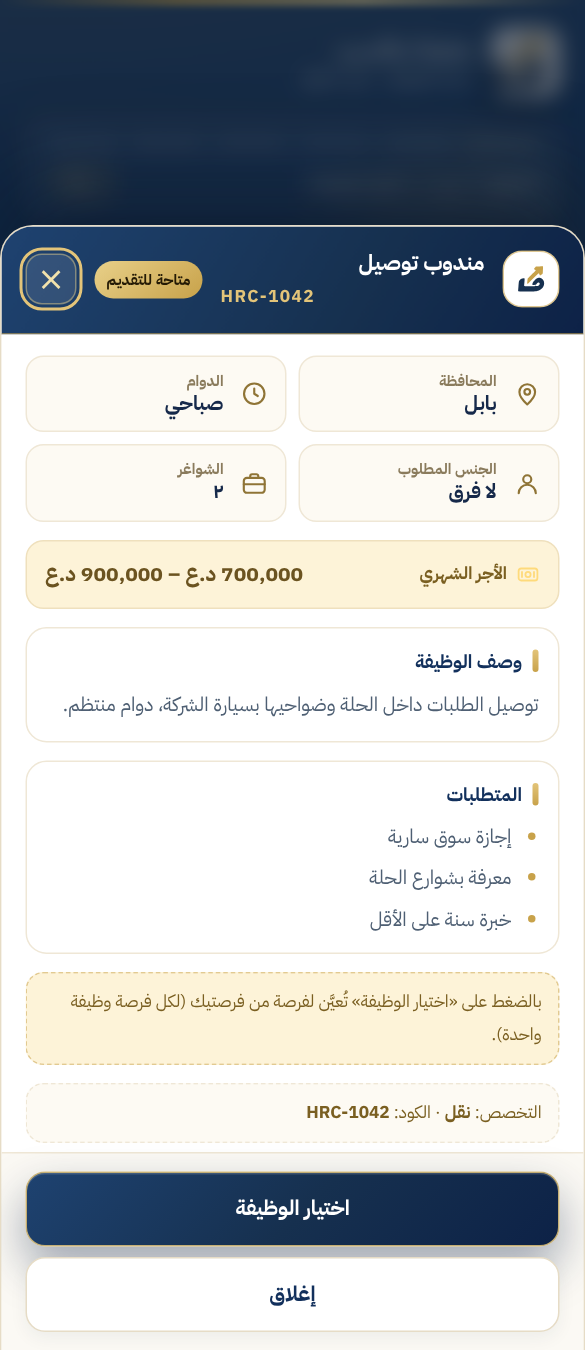 مندوب توصيل
HRC-1042
متاحة للتقديم
المحافظة
بابل
الدوام
صباحي
الجنس المطلوب
لا فرق
الشواغر
٢
الأجر الشهري
700,000 د.ع – 900,000 د.ع
وصف الوظيفة
توصيل الطلبات داخل الحلة وضواحيها بسيارة الشركة، دوام منتظم.
المتطلبات
إجازة سوق سارية
معرفة بشوارع الحلة
خبرة سنة على الأقل
بالضغط على «اختيار الوظيفة» تُعيَّن لفرصة من فرصتيك (لكل فرصة وظيفة
واحدة).
التخصص: نقل · الكود: HRC-1042
اختيار الوظيفة
إغلاق